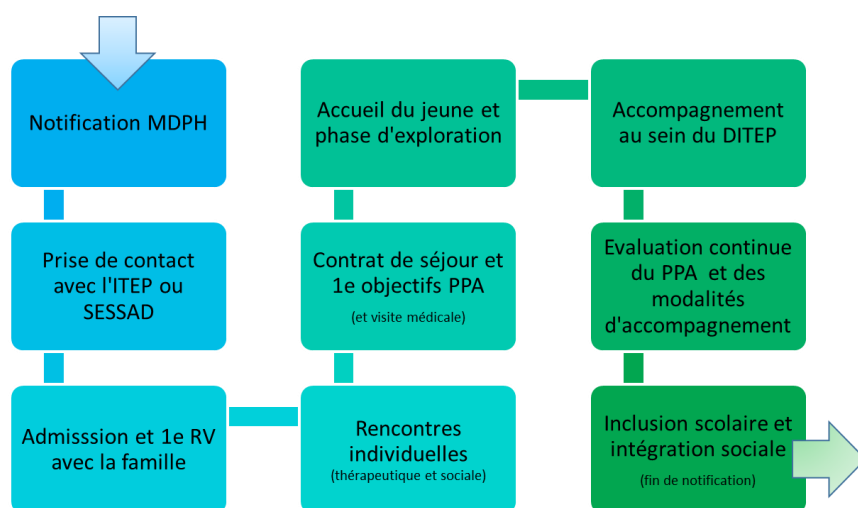 Notification MDPH
Prise de contact
avec l'ITEP ou
SESSAD
Admisssion et 1e RV
avec la famille
Rencontres
individuelles
(thérapeutique et sociale)
Contrat de séjour et
1e objectifs PPA
(et visite médicale)
Accueil du jeune et
phase d'exploration
Accompagnement
au sein du DITEP
Evaluation continue
du PPA et des
modalités
d'accompagnement
Inclusion scolaire et
intégration sociale
(fin de notification)